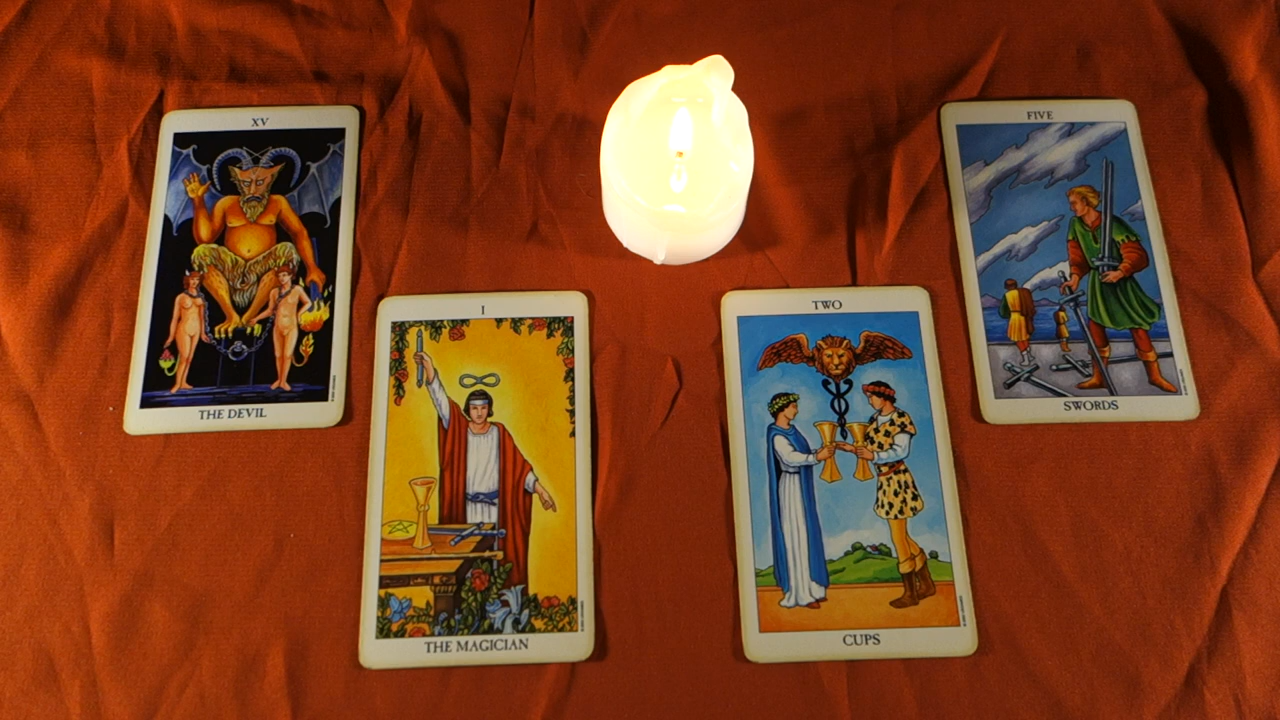 XV
THE DEVIL
I
THE MAGICIAN
TWO
CUPS
FIVE
SWORDS